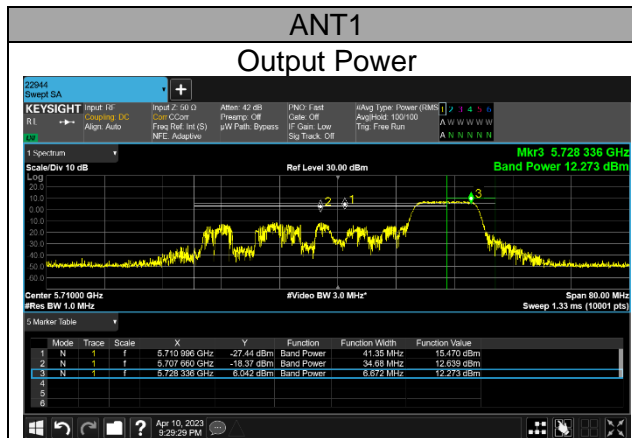 ANT1
Output Power
22944
Swept SA
+
KEYSIGHT Input: RF Input Z: 50 Ω Atten: 42 dB PNO: Fast #Avg Type: Power (RMS 1 2 3 4 5 6
RL Coupling: DC Corr CCorr Preamp: Off Gate: Off Avg|Hold: 100/100 A W W W W W
Align: Auto Freq Ref: Int (S) µW Path: Bypass IF Gain: Low Trig: Free Run
NFE: Adaptive Sig Track: Off A N N N N N
1 Spectrum Mkr3 5.728 336 GHz
Scale/Div 10 dB Ref Level 30.00 dBm Band Power 12.273 dBm
Log
20.0
10.0
0.00
10.0
20.0
30.0
40.0
50.0
60.0
2 1 3
Center 5.71000 GHz #Video BW 3.0 MHz* Span 80.00 MHz
#Res BW 1.0 MHz Sweep 1.33 ms (10001 pts)
5 Marker Table
Mode Trace Scale X Y Function Function Width Function Value
1 N 1 f 5.710 996 GHz -27.44 dBm Band Power 41.35 MHz 15.470 dBm
2 N 1 f 5.707 660 GHz -18.37 dBm Band Power 34.68 MHz 12.639 dBm
3 N 1 f 5.728 336 GHz 6.042 dBm Band Power 6.672 MHz 12.273 dBm
4
5
6
? Apr 10, 2023
9:29:29 PM